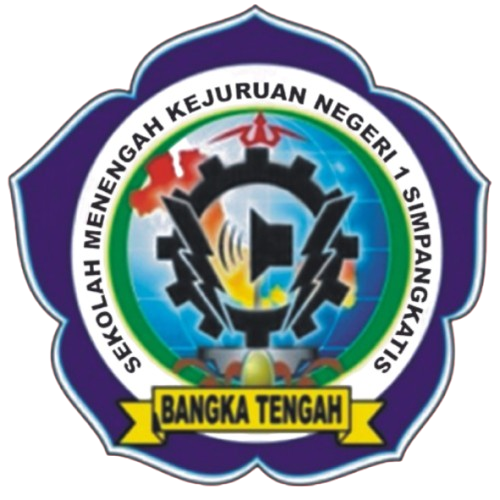 SEKOLAH MENENGAH KEJURUAN NEGERI 1 SIMPANGKATIS
BANGKA TENGAH